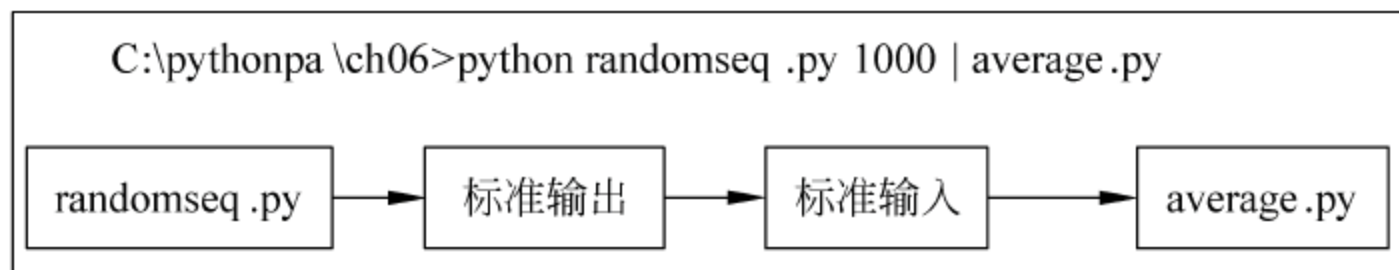 C:\pythonpa \ch06>python randomseq .py 1000 | average.py
randomseq .py
标准输出
标准输入
average.py